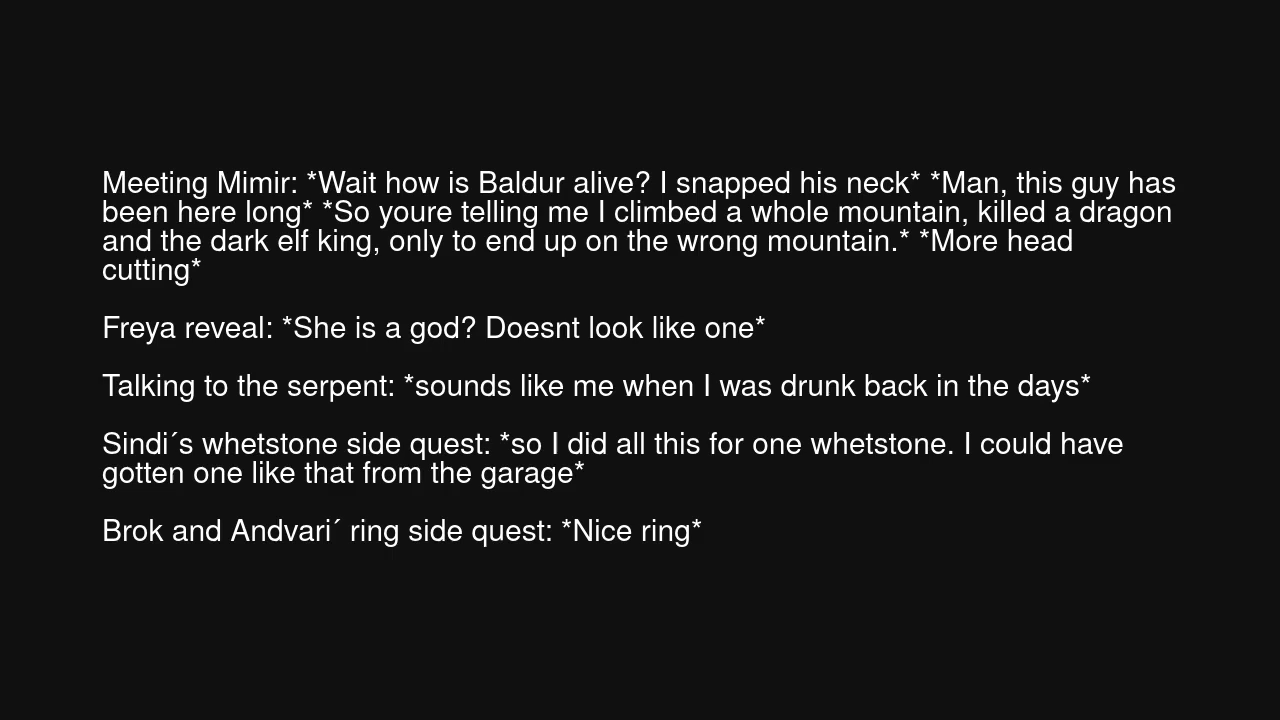 Meeting Mimir: *Wait how is Baldur alive? I snapped his neck* *Man, this guy has
been here long* *So youre telling me I climbed a whole mountain, killed a dragon
and the dark elf king, only to end up on the wrong mountain.* *More head
cutting*
Freya reveal: *She is a god? Doesnt look like one*
Talking to the serpent: *sounds like me when I was drunk back in the days*
Sindi´s whetstone side quest: *so I did all this for one whetstone. I could have
gotten one like that from the garage*
Brok and Andvari´ ring side quest: *Nice ring*